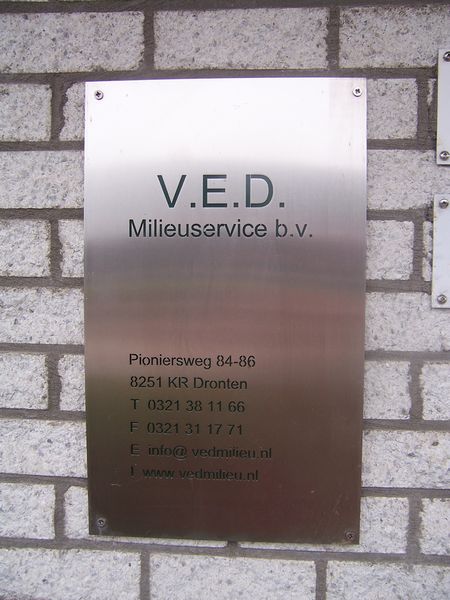 V.E.D.
Milieuservice b.v.
Pioniersweg 84-86
8251 KR Dronten
T 0321 38 11 66
F 0321 31 17 71
E info@vedmilieu.nl
I www.vedmilieu.nl